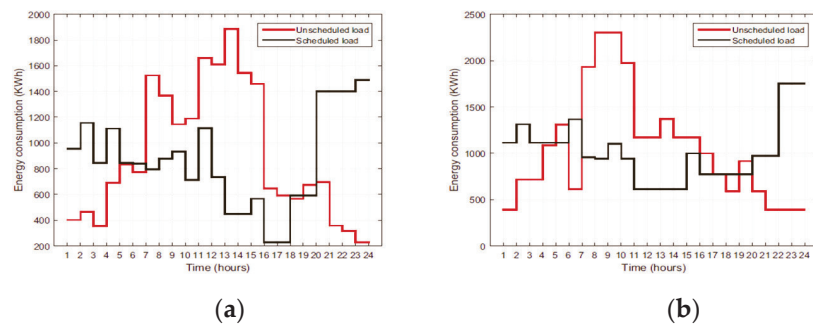 2000
1800
1600
1400
1200
1000
800
600
400
200
Energy consumption (KWh)
Unscheduled load
Scheduled load
1 2 3 4 5 6 7 8 9 10 11 12 13 14 15 16 17 18 19 20 21 22 23 24
Time (hours)
(a)
2500
2000
1500
1000
500
0
Energy consumption (KWh)
Unscheduled load
Scheduled load
1 2 3 4 5 6 7 8 9 10 11 12 13 14 15 16 17 18 19 20 21 22 23 24
Time (hours)
(b)